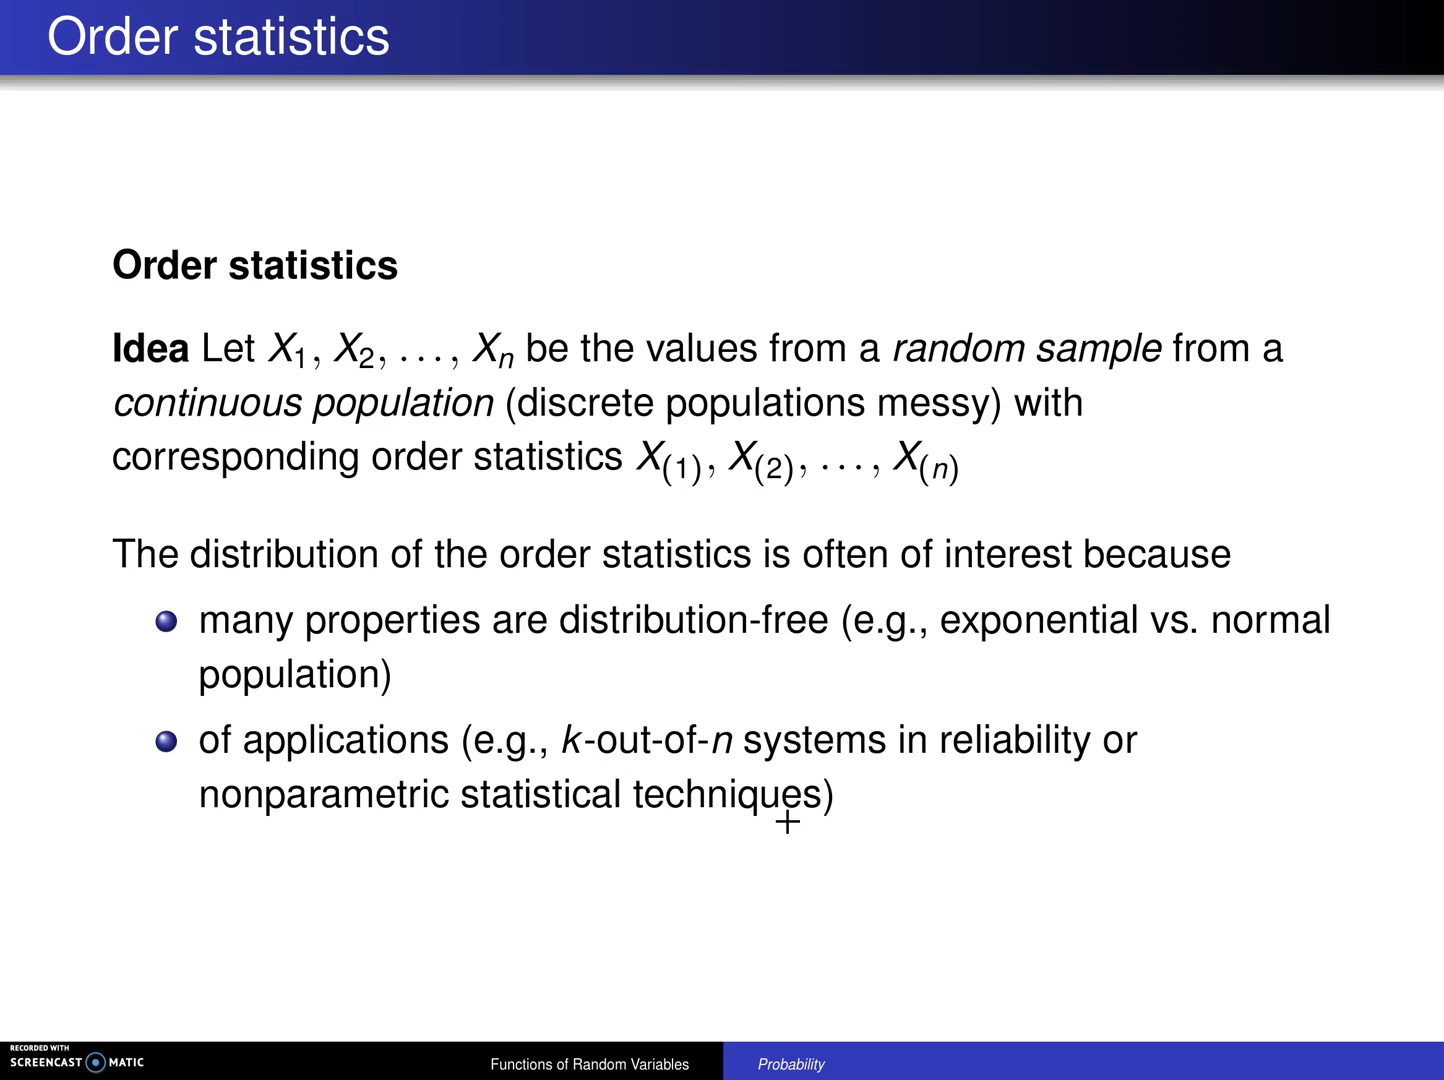 Order statistics
Order statistics
Idea Let X₁, X₂, . . . , Xₙ be the values from a random sample from a
continuous population (discrete populations messy) with
corresponding order statistics X₍₁₎, X₍₂₎, . . . , X₍ₙ₎
The distribution of the order statistics is often of interest because
many properties are distribution-free (e.g., exponential vs. normal
population)
of applications (e.g., k-out-of-n systems in reliability or
nonparametric statistical techniques)
RECORDED WITH
SCREENCAST MATIC
Functions of Random Variables
Probability